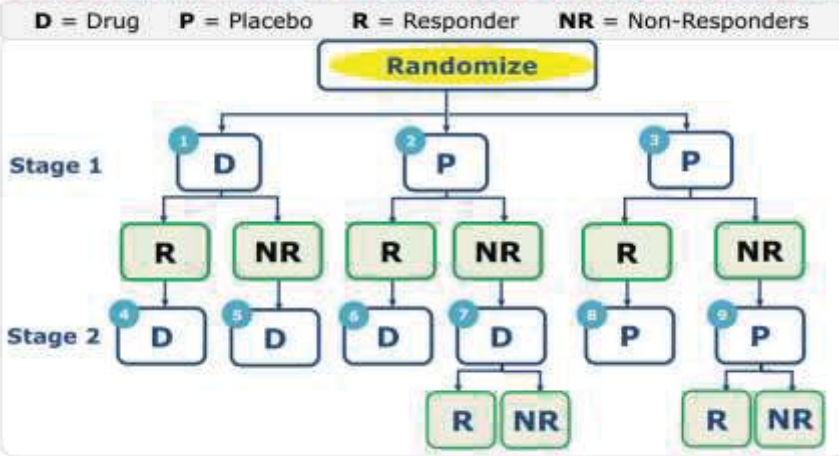 D = Drug P = Placebo R = Responder NR = Non-Responders
Randomize
1 2 3
Stage 1 D P P
R NR R NR R NR
4 5 6 7 8 9
Stage 2 D D D D P P
R NR R NR